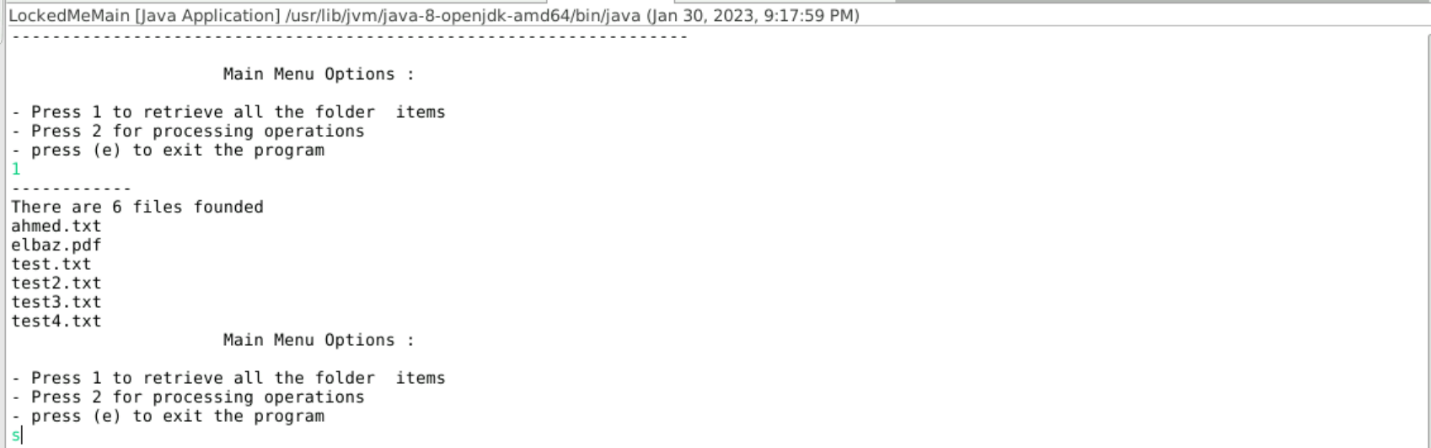 LockedMeMain [Java Application] /usr/lib/jvm/java-8-openjdk-amd64/bin/java (Jan 30, 2023, 9:17:59 PM)
-------------------------------------------------------------------
Main Menu Options :
- Press 1 to retrieve all the folder  items
- Press 2 for processing operations
- press (e) to exit the program
1
------------
There are 6 files founded
ahmed.txt
elbaz.pdf
test.txt
test2.txt
test3.txt
test4.txt
Main Menu Options :
- Press 1 to retrieve all the folder  items
- Press 2 for processing operations
- press (e) to exit the program
s